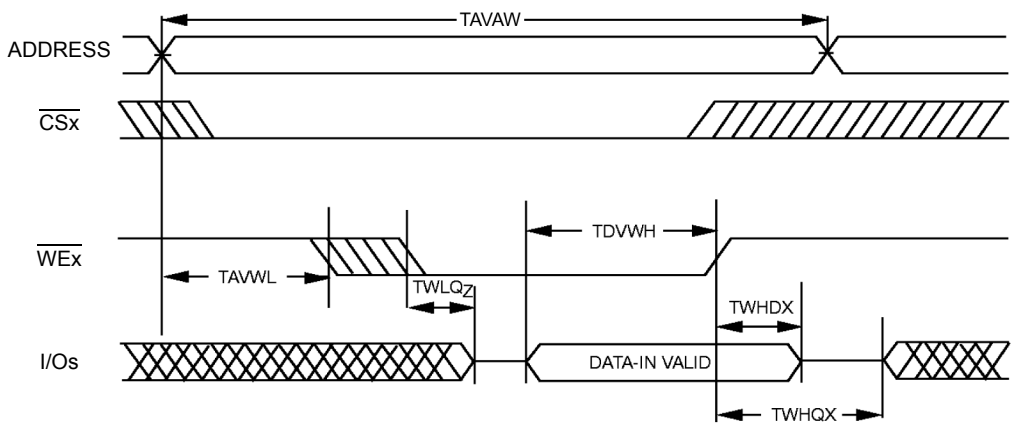 TAVAW
ADDRESS
CSx
TDVWH
WEx
TAVWL
TWLQZ
TWHDX
I/Os
DATA-IN VALID
TWHQX